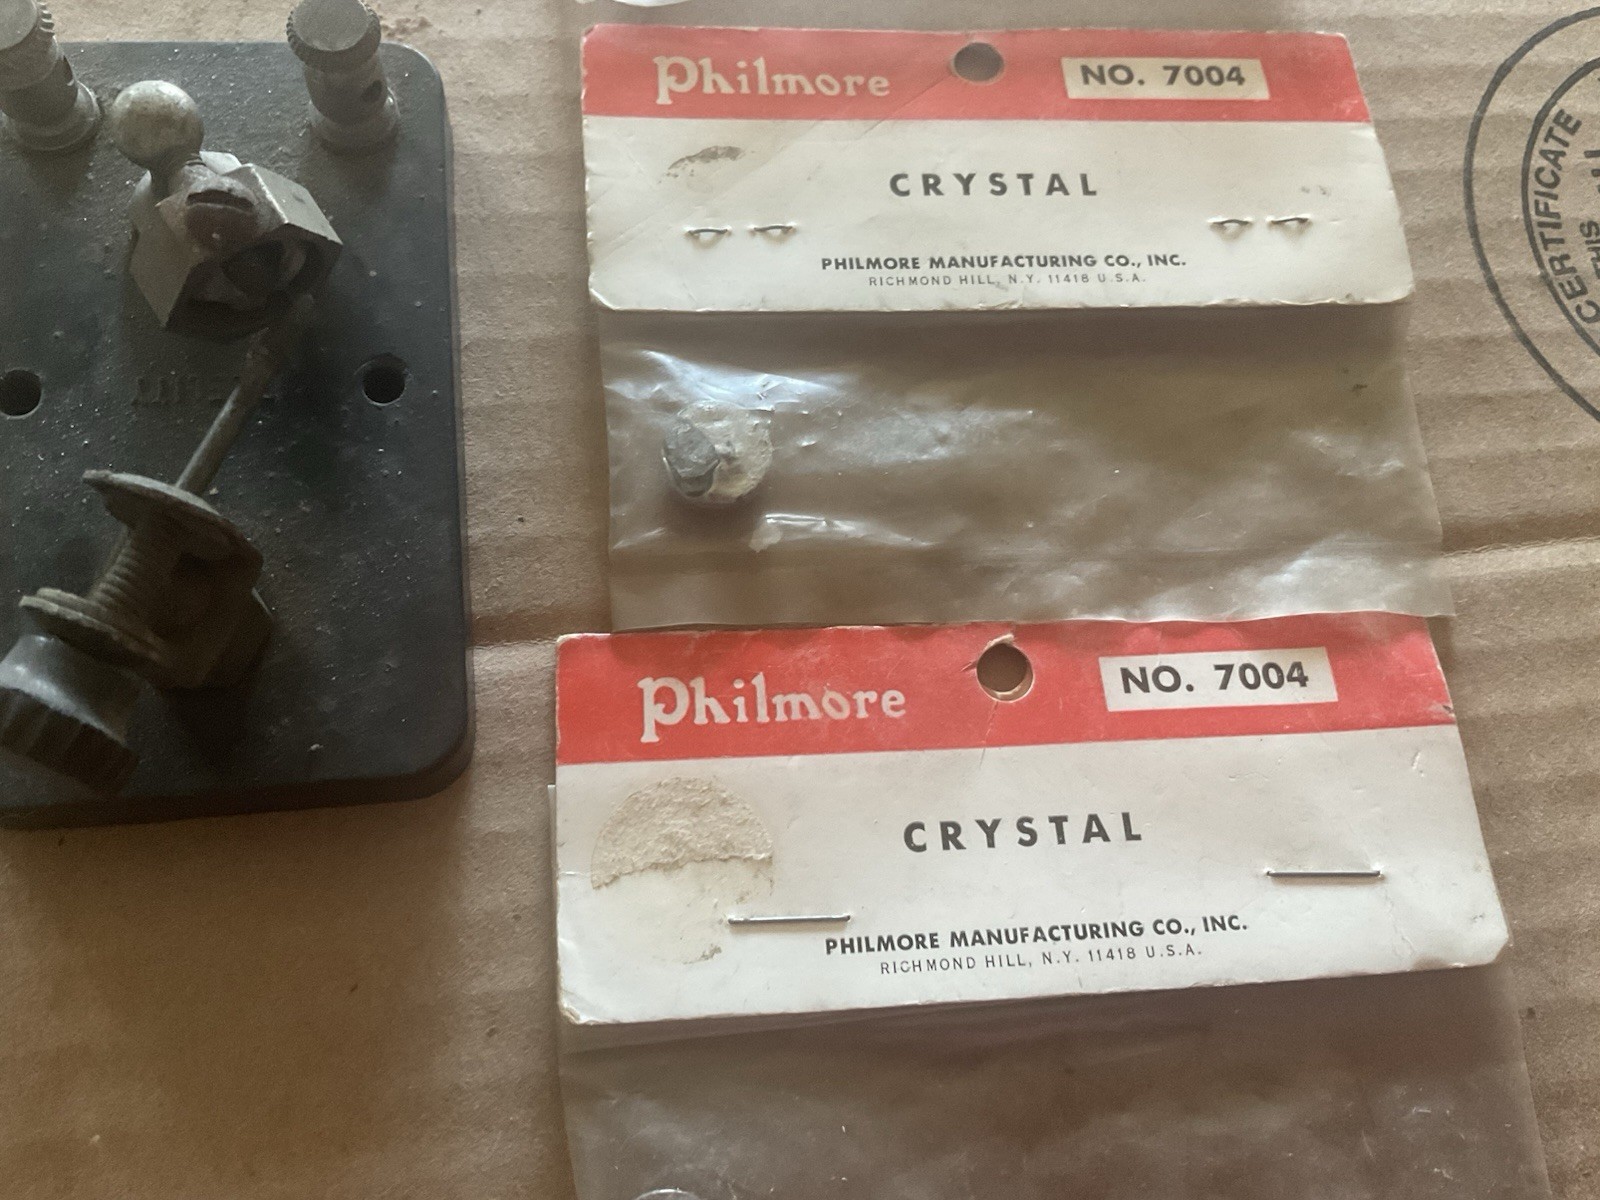 Philmore
NO. 7004
CRYSTAL
PHILMORE MANUFACTURING CO., INC.
RICHMOND HILL, N.Y. 11418 U.S.A.
Philmore
NO. 7004
CRYSTAL
PHILMORE MANUFACTURING CO., INC.
RICHMOND HILL, N.Y. 11418 U.S.A.
CERTIFICATE
THIS